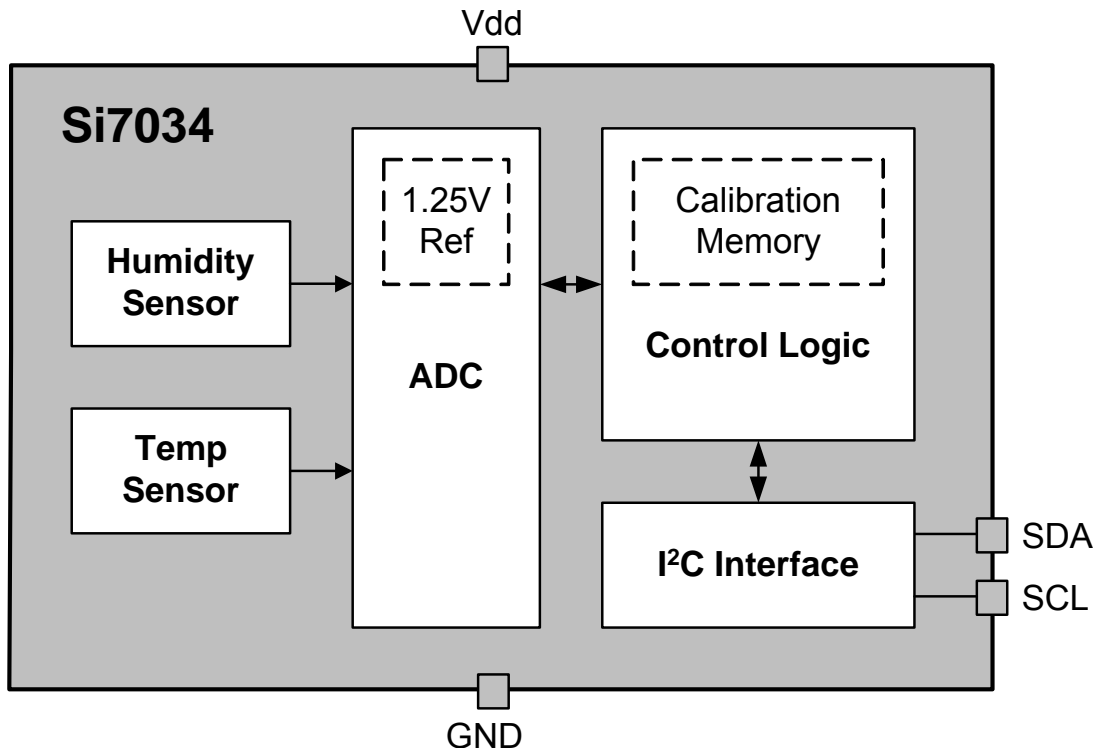 Vdd
Si7034
Humidity
Sensor
Temp
Sensor
1.25V
Ref
ADC
Calibration
Memory
Control Logic
I²C Interface
SDA
SCL
GND